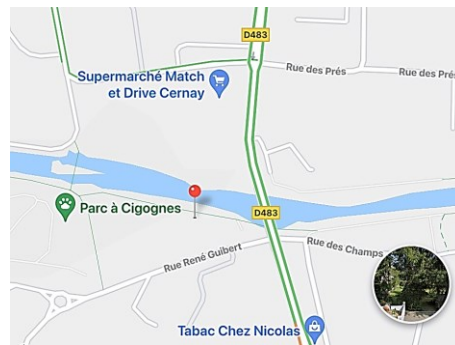 D483
Supermarché Match
et Drive Cernay
Rue des Prés
Rue des Prés
Parc à Cigognes
D483
Rue René Guibert
Rue des Champs
Tabac Chez Nicolas